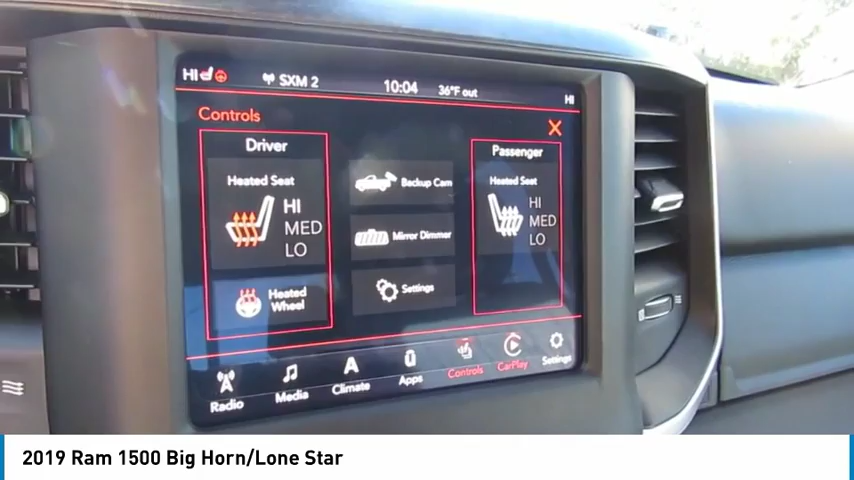 HI SXM 2 10:04 36°F out HI
Controls X
Driver
Heated Seat
HI
MED
LO
Heated
Wheel
Backup Cam
Mirror Dimmer
Settings
Passenger
Heated Seat
HI
MED
LO
Radio Media Climate Apps Controls CarPlay Settings
2019 Ram 1500 Big Horn/Lone Star